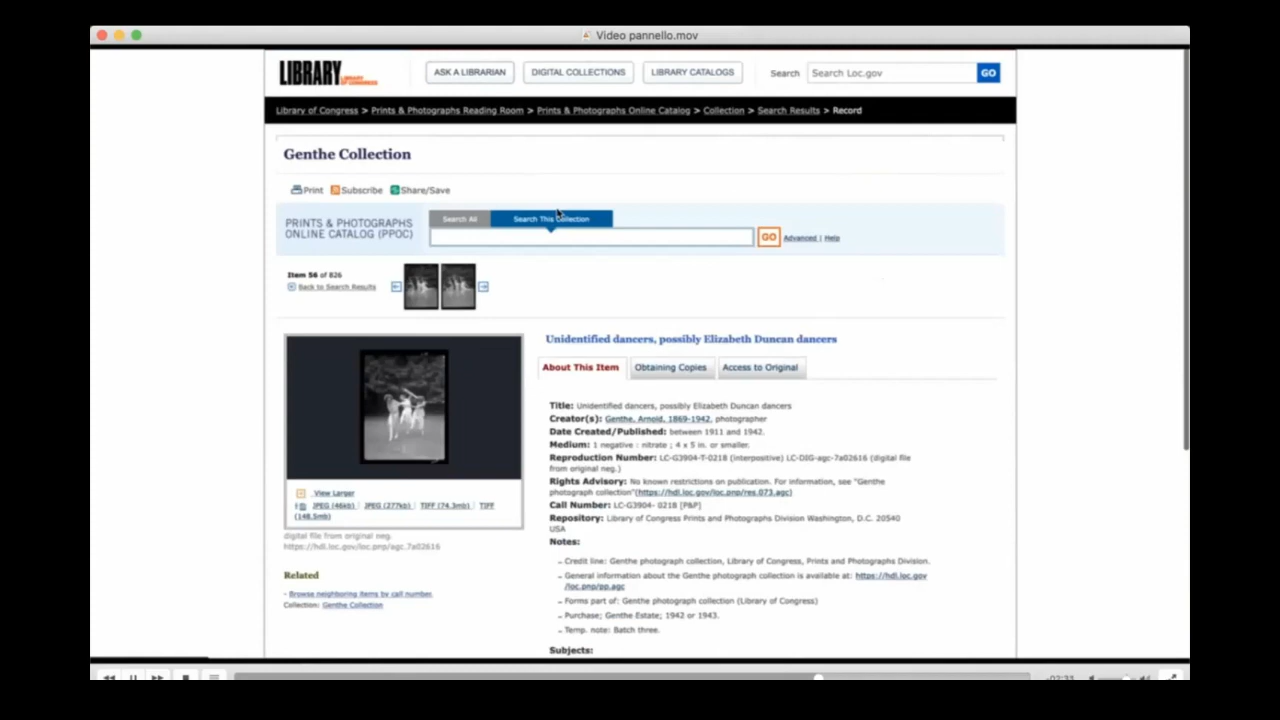 Video pannello.mov
LIBRARY LIBRARY OF CONGRESS ASK A LIBRARIAN DIGITAL COLLECTIONS LIBRARY CATALOGS Search Search Loc.gov GO
Library of Congress > Prints & Photographs Reading Room > Prints & Photographs Online Catalog > Collection > Search Results > Record
Genthe Collection
Print Subscribe Share/Save
Search All Search This Collection
PRINTS & PHOTOGRAPHS
ONLINE CATALOG (PPOC)
GO Advanced | Help
Item 56 of 826
Back to Search Results
Unidentified dancers, possibly Elizabeth Duncan dancers
About This Item Obtaining Copies Access to Original
Title: Unidentified dancers, possibly Elizabeth Duncan dancers
Creator(s): Genthe, Arnold, 1869-1942, photographer
Date Created/Published: between 1911 and 1942.
Medium: 1 negative : nitrate ; 4 x 5 in. or smaller.
Reproduction Number: LC-G3904-T-0218 (interpositive) LC-DIG-agc-7a02616 (digital file
from original neg.)
Rights Advisory: No known restrictions on publication. For information, see "Genthe
photograph collection"(https://hdl.loc.gov/loc.pnp/res.073.agc)
Call Number: LC-G3904- 0218 [P&P]
Repository: Library of Congress Prints and Photographs Division Washington, D.C. 20540
USA
Notes:
– Credit line: Genthe photograph collection, Library of Congress, Prints and Photographs Division.
– General information about the Genthe photograph collection is available at: https://hdl.loc.gov
/loc.pnp/pp.agc
– Forms part of: Genthe photograph collection (Library of Congress)
– Purchase; Genthe Estate; 1942 or 1943.
– Temp. note: Batch three.
Subjects:
View Larger
JPEG (46kb) | JPEG (277kb) | TIFF (74.3mb) | TIFF
(148.5mb)
digital file from original neg.
https://hdl.loc.gov/loc.pnp/agc.7a02616
Related
- Browse neighboring items by call number.
Collection: Genthe Collection